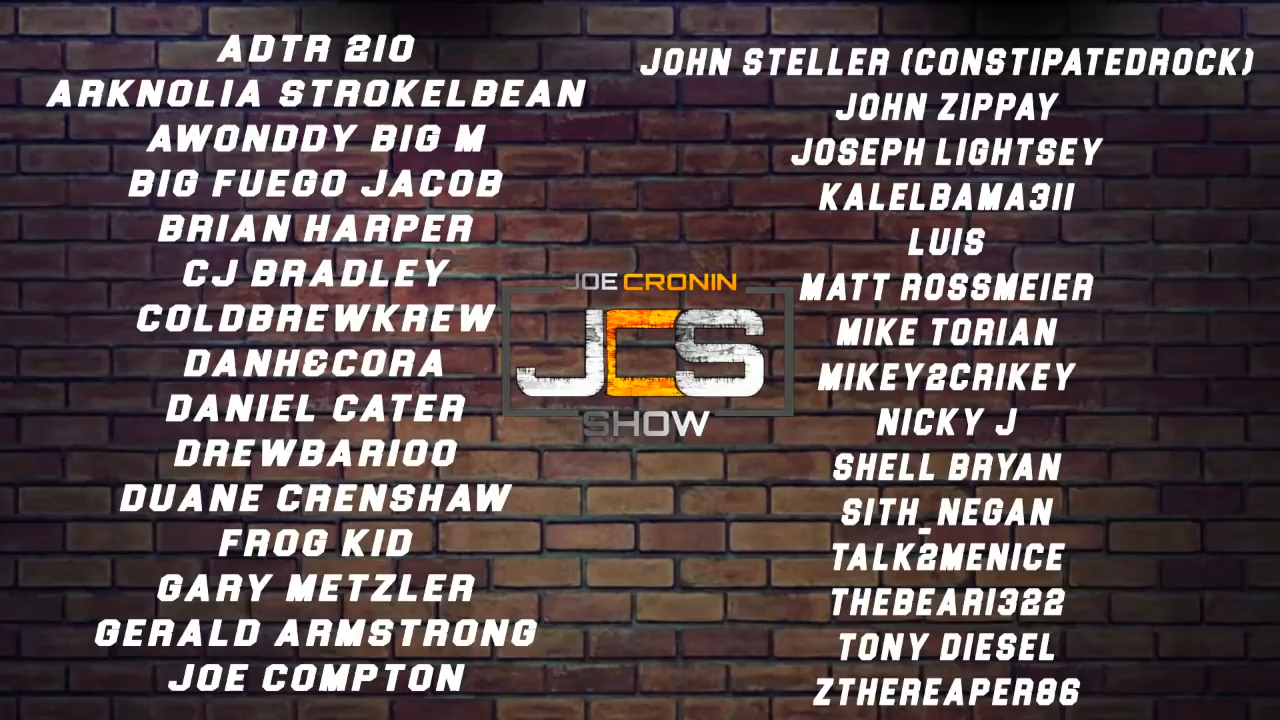 ADTR 210
ARKNOLIA STROKELBEAN
AWONDDY BIG M
BIG FUEGO JACOB
BRIAN HARPER
CJ BRADLEY
COLDBREWKREW
DANH&CORA
DANIEL CATER
DREWBAR100
DUANE CRENSHAW
FROG KID
GARY METZLER
GERALD ARMSTRONG
JOE COMPTON
JOE CRONIN
JCS
SHOW
JOHN STELLER (CONSTIPATEDROCK)
JOHN ZIPPAY
JOSEPH LIGHTSEY
KALELBAMA311
LUIS
MATT ROSSMEIER
MIKE TORIAN
MIKEY2CRIKEY
NICKY J
SHELL BRYAN
SITH_NEGAN
TALK2MENICE
THEBEAR1322
TONY DIESEL
ZTHEREAPER86